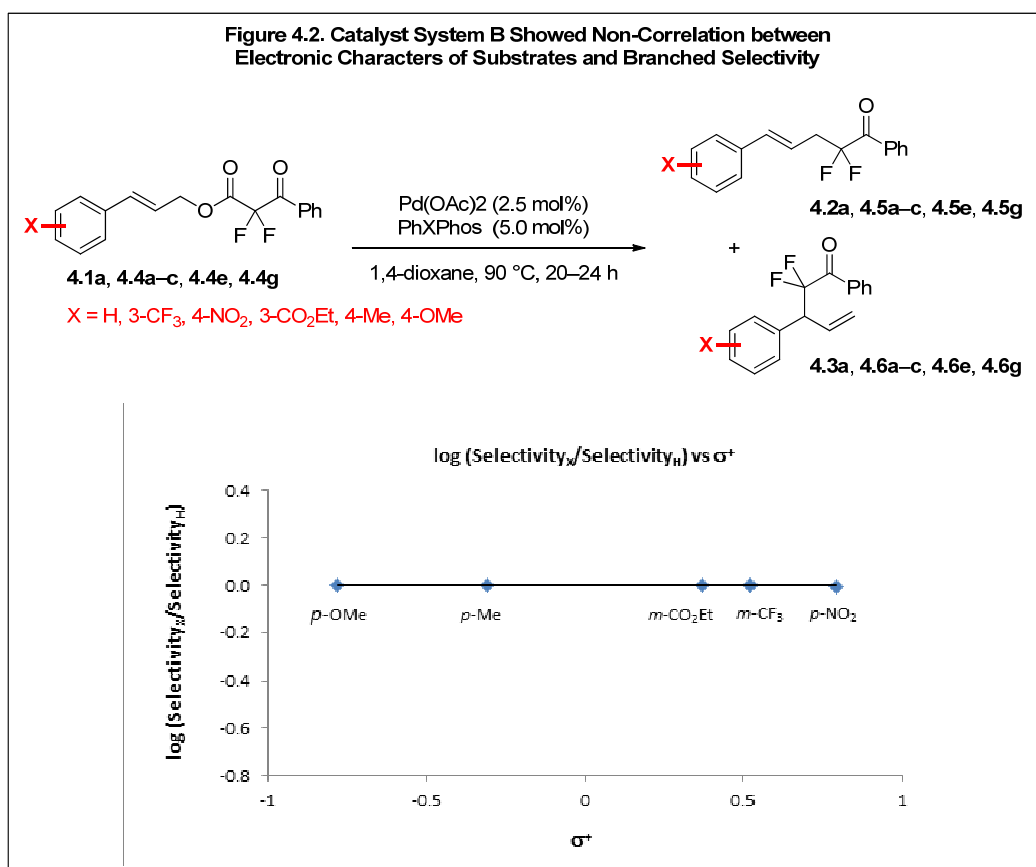 Figure 4.2. Catalyst System B Showed Non-Correlation between
Electronic Characters of Substrates and Branched Selectivity
X
O
O
O
Ph
F
F
4.1a, 4.4a–c, 4.4e, 4.4g
X = H, 3-CF₃, 4-NO₂, 3-CO₂Et, 4-Me, 4-OMe
Pd(OAc)2 (2.5 mol%)
PhXPhos (5.0 mol%)
1,4-dioxane, 90 °C, 20–24 h
X
O
Ph
F
F
4.2a, 4.5a–c, 4.5e, 4.5g
+
O
F
F
Ph
X
4.3a, 4.6a–c, 4.6e, 4.6g
log (Selectivityₓ/Selectivity_H) vs σ⁺
log (Selectivityₓ/Selectivity_H)
0.4
0.2
0.0
-0.2
-0.4
-0.6
-0.8
p-OMe
p-Me
m-CO₂Et
m-CF₃
p-NO₂
-1
-0.5
0
0.5
1
σ⁺